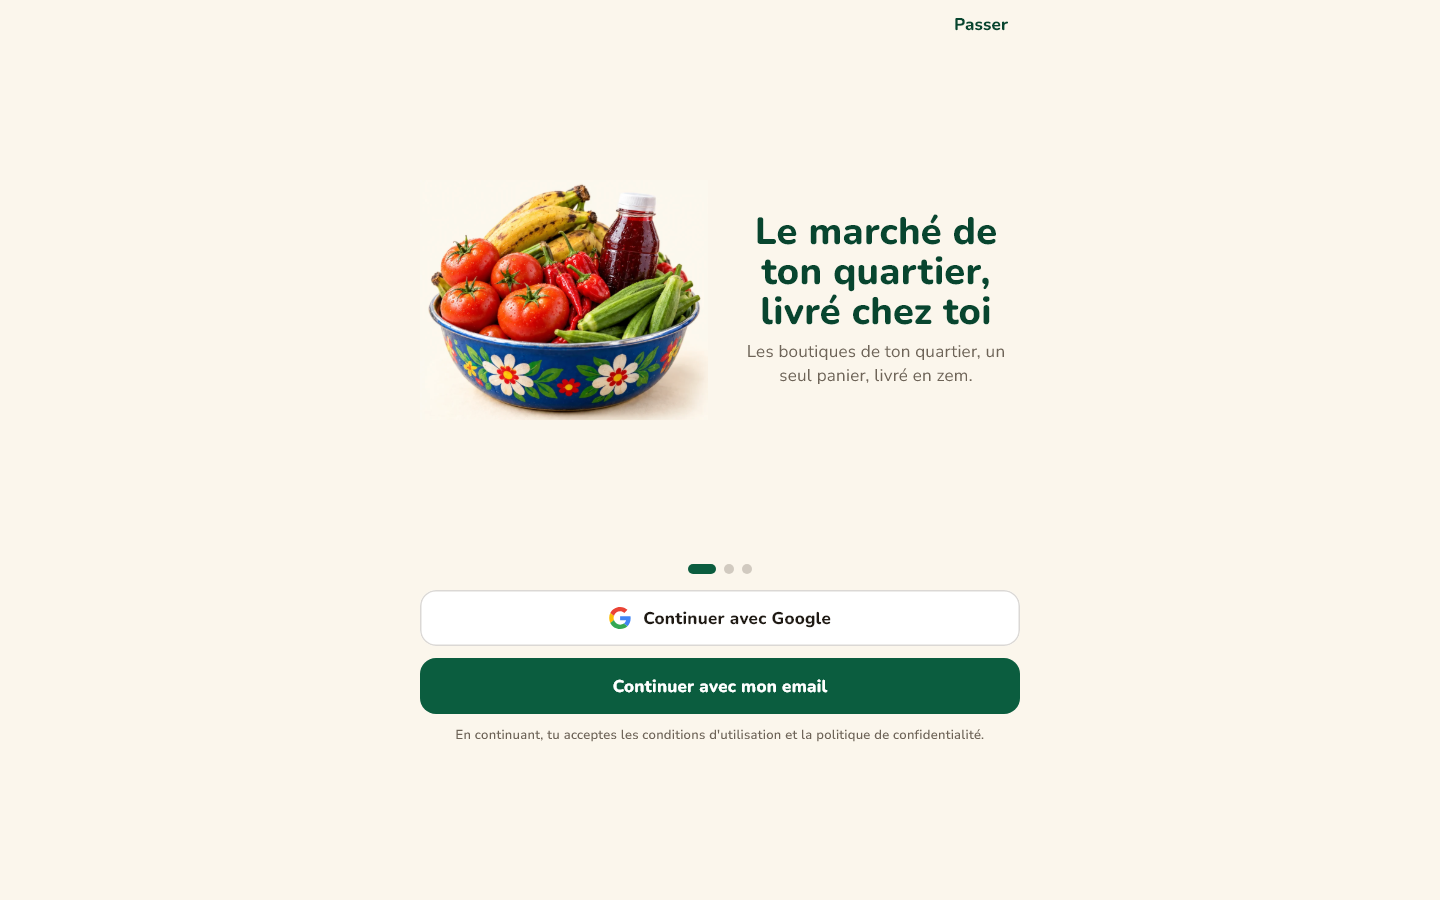 Passer
Le marché de
ton quartier,
livré chez toi
Les boutiques de ton quartier, un
seul panier, livré en zem.
Continuer avec Google
Continuer avec mon email
En continuant, tu acceptes les conditions d'utilisation et la politique de confidentialité.